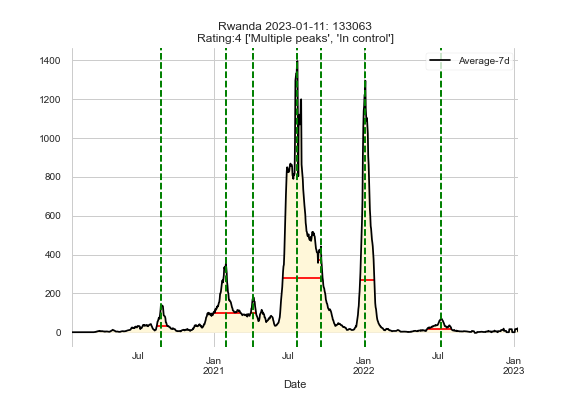 Rwanda 2023-01-11: 133063
Rating:4 ['Multiple peaks', 'In control']
Average-7d
1400
1200
1000
800
600
400
200
0
Jul
Jan
2021
Jul
Jan
2022
Jul
Jan
2023
Date